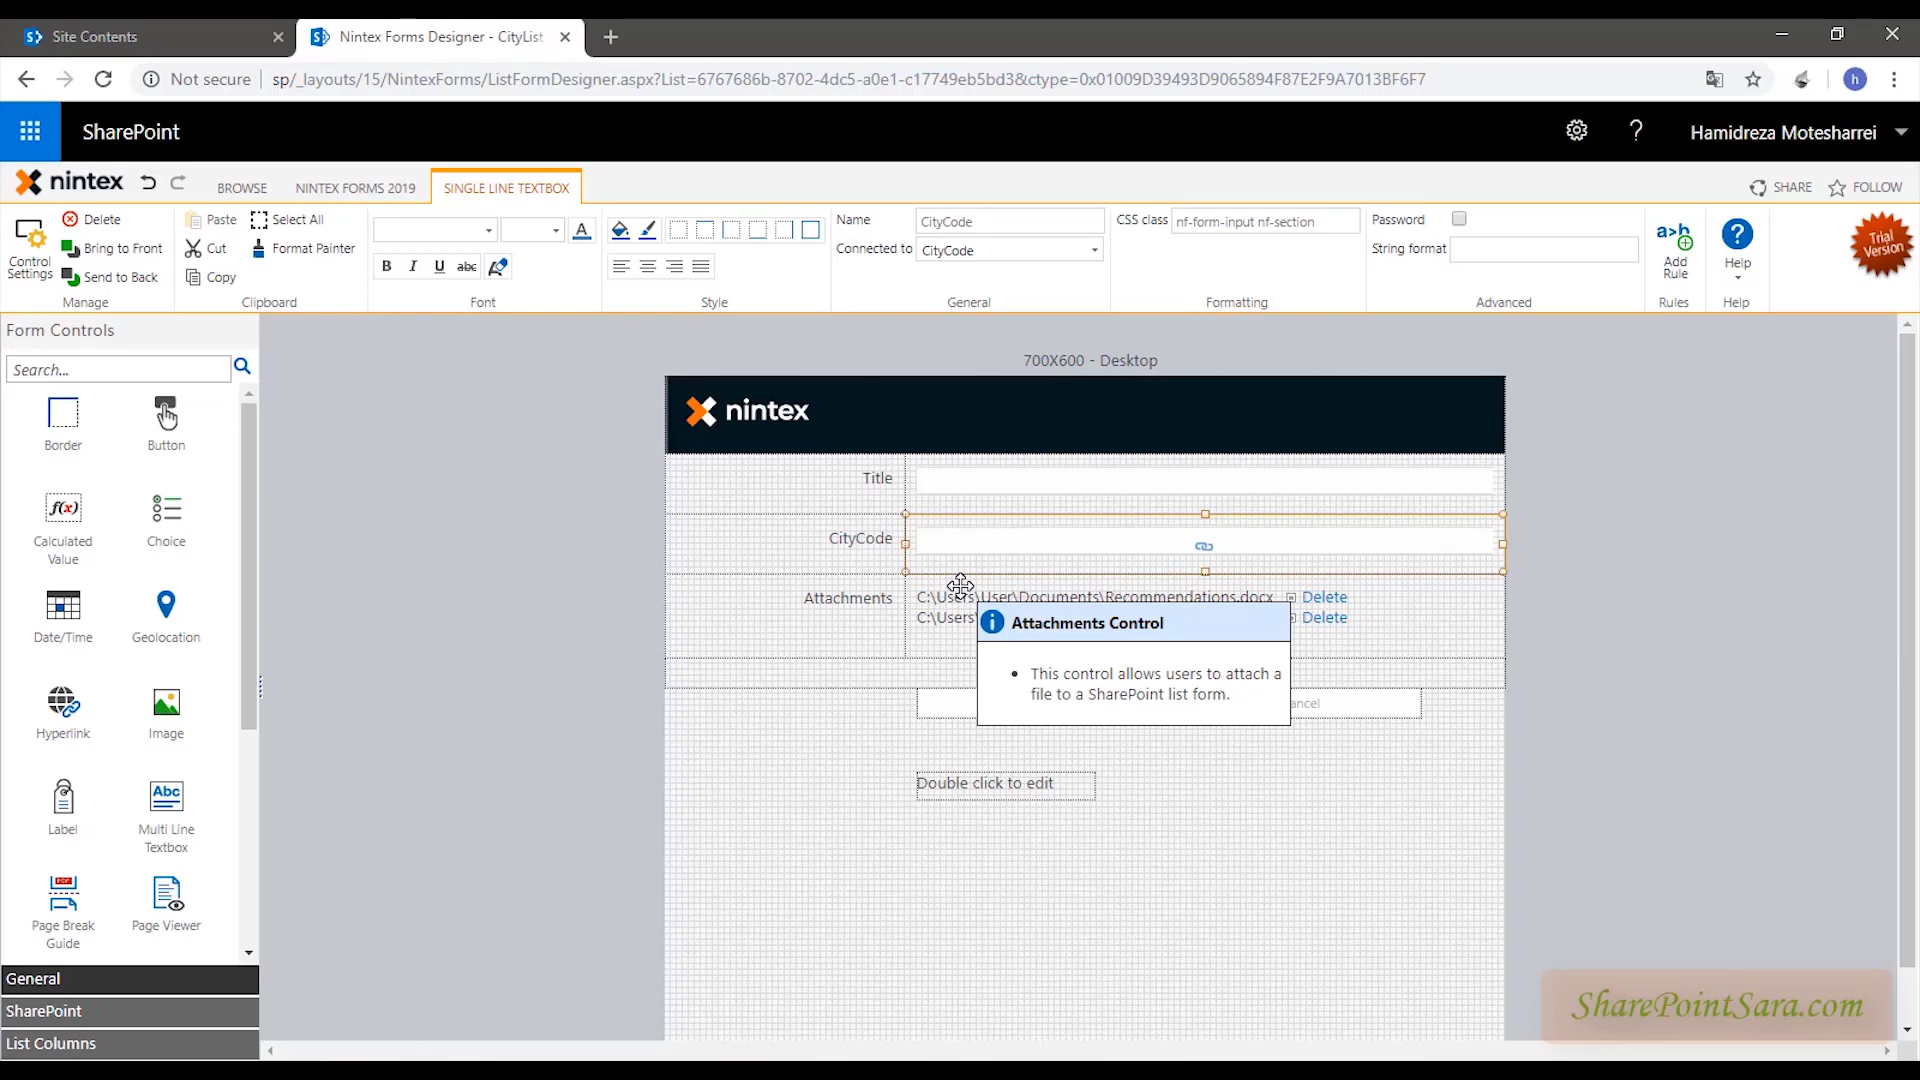 Site Contents
Nintex Forms Designer - CityList
Not secure
sp/_layouts/15/NintexForms/ListFormDesigner.aspx?List=6767686b-8702-4dc5-a0e1-c17749eb5bd3&ctype=0x01009D39493D9065894F87E2F9A7013BF6F7
h
SharePoint
?
Hamidreza Motesharrei
nintex
BROWSE
NINTEX FORMS 2019
SINGLE LINE TEXTBOX
SHARE
FOLLOW
Control
Settings
Delete
Bring to Front
Send to Back
Manage
Paste
Cut
Copy
Select All
Format Painter
Clipboard
A
B I U abc
Font
Style
Name
CityCode
Connected to
CityCode
General
CSS class
nf-form-input nf-section
Formatting
Password
String format
Advanced
a>b
Add
Rule
Rules
?
Help
Help
Trial
Version
Form Controls
Search...
Border
Button
f(x)
Calculated
Value
Choice
Date/Time
Geolocation
Hyperlink
Image
Label
Abc
Multi Line
Textbox
Page Break
Guide
Page Viewer
General
SharePoint
List Columns
700X600 - Desktop
nintex
Title
CityCode
Attachments
C:\Users\User\Documents\Recommendations.docx
Delete
C:\Users\
Delete
Attachments Control
This control allows users to attach a
file to a SharePoint list form.
ancel
Double click to edit
SharePointSara.com